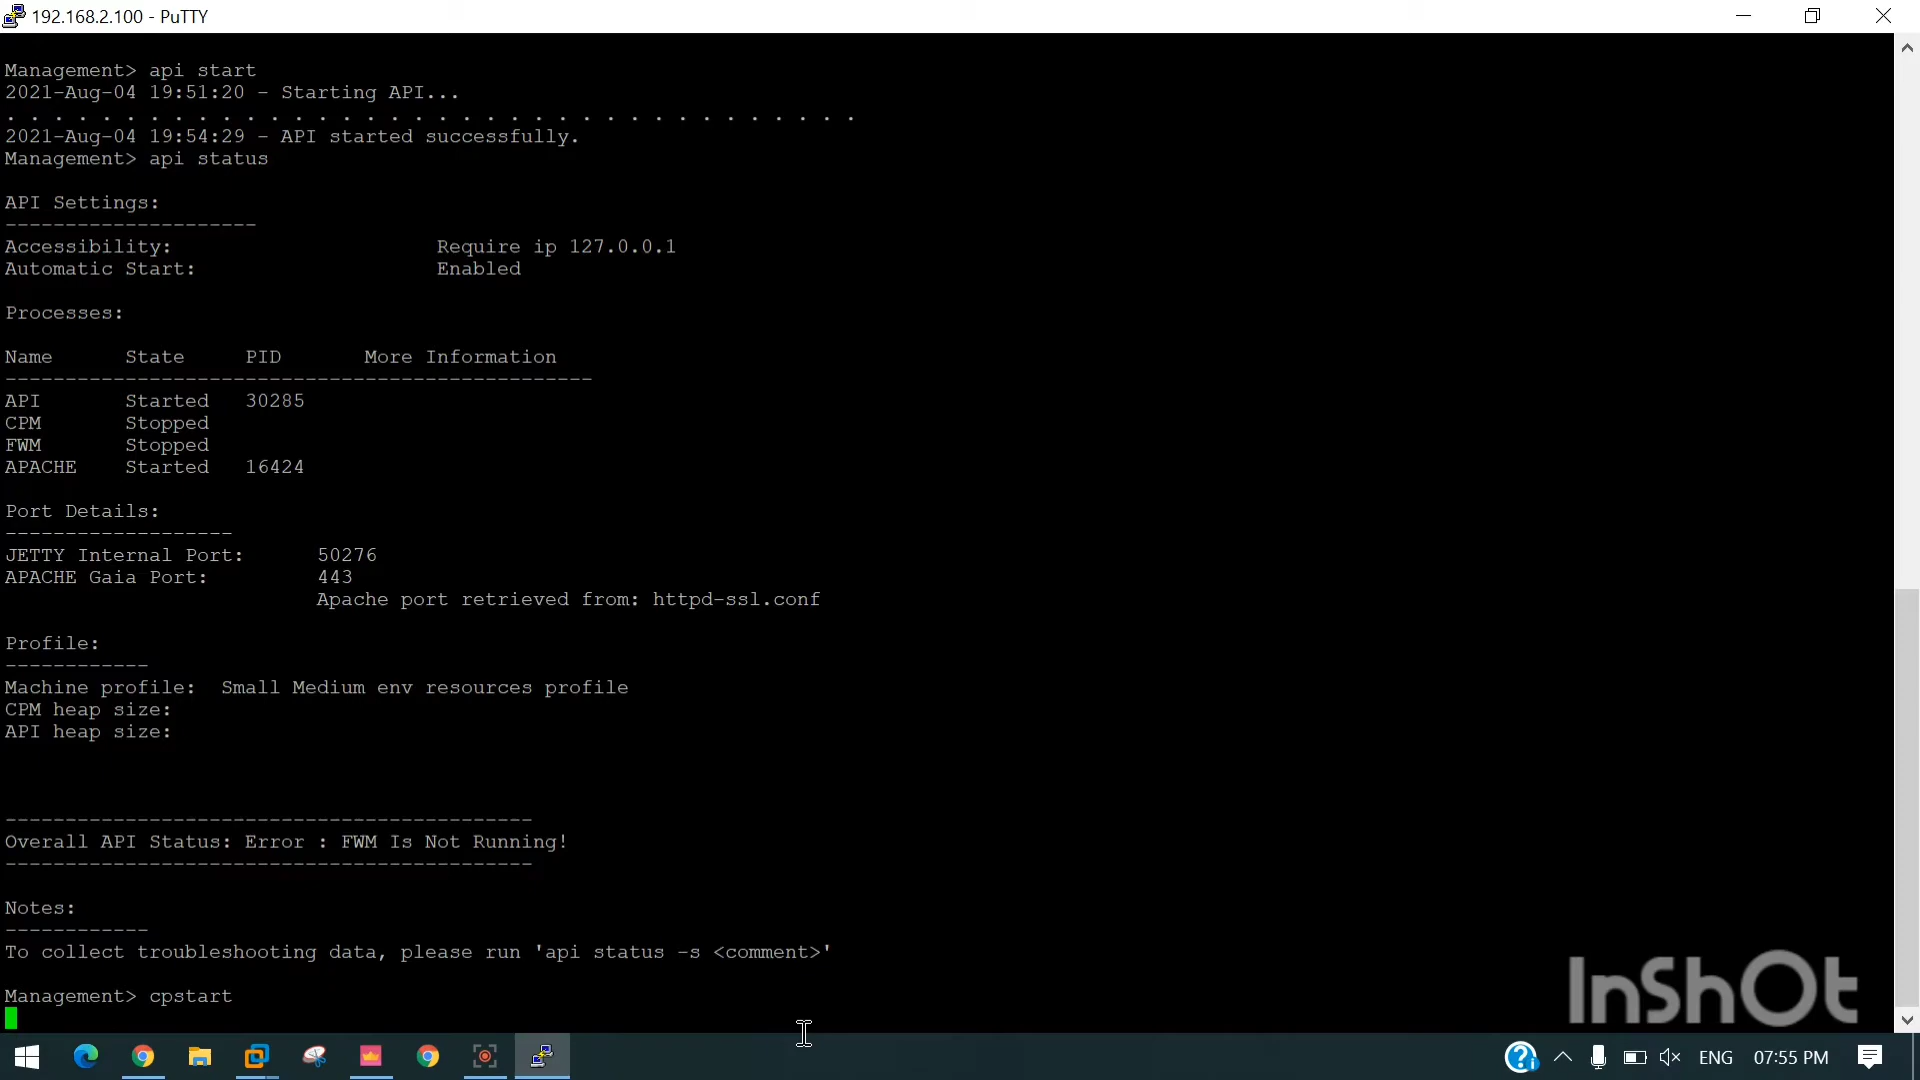 192.168.2.100 - PuTTY
Management> api start
2021-Aug-04 19:51:20 - Starting API...
. . . . . . . . . . . . . . . . . . . . . . . . . . . . . . . . . . . .
2021-Aug-04 19:54:29 - API started successfully.
Management> api status
API Settings:
---------------------
Accessibility: Require ip 127.0.0.1
Automatic Start: Enabled
Processes:
Name State PID More Information
-------------------------------------------------
API Started 30285
CPM Stopped
FWM Stopped
APACHE Started 16424
Port Details:
-------------------
JETTY Internal Port: 50276
APACHE Gaia Port: 443
Apache port retrieved from: httpd-ssl.conf
Profile:
------------
Machine profile: Small Medium env resources profile
CPM heap size:
API heap size:
--------------------------------------------
Overall API Status: Error : FWM Is Not Running!
--------------------------------------------
Notes:
------------
To collect troubleshooting data, please run 'api status -s <comment>'
Management> cpstart
InShOt
ENG 07:55 PM